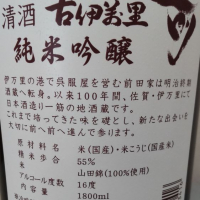 清酒 古伊万里
純米吟醸
伊万里の港で呉服屋を営む前田家は明治終期
酒蔵へ転身。以来100年間、佐賀・伊万里にて
日本酒造り一筋の地酒蔵です。
これまで培ってきた味を礎とし、新たな出会いを
大切に前へ前へ進んで参ります。
原材料名 米(国産)・米こうじ(国産米)
精米歩合 55%
山田錦(100%使用)
アルコール度数 16度
内容量 1800ml